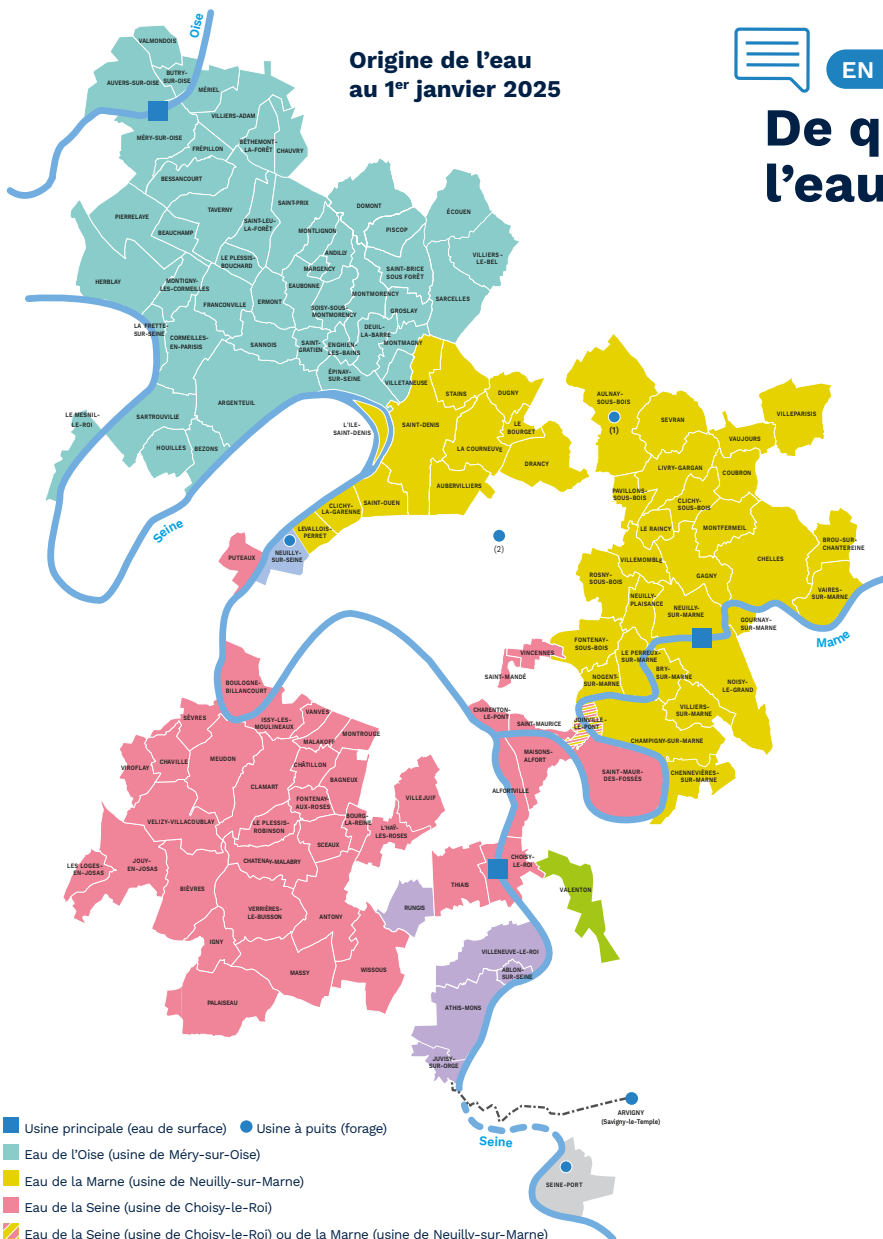 Oise
Origine de l’eau
au 1er janvier 2025
EN
De q
l’eau
VALMONDOIS
AUVERS-SUR-OISE
BUTRY-
SUR-OISE
MÉRIEL
VILLIERS-ADAM
MÉRY-SUR-OISE
FRÉPILLON
BÉTHEMONT-
LA-FORÊT
CHAUVRY
BESSANCOURT
PIERRELAYE
TAVERNY
BEAUCHAMP
SAINT-LEU-
LA-FORÊT
SAINT-PRIX
MONTLIGNON
DOMONT
PISCOP
ÉCOUEN
VILLIERS-
LE-BEL
ANDILLY
LE PLESSIS-
BOUCHARD
MARGENCY
SAINT-BRICE
SOUS FORÊT
HERBLAY
MONTIGNY-
LES-CORMEILLES
EAUBONNE
MONTMORENCY
SARCELLES
FRANCONVILLE
ERMONT
SOISY-SOUS-
MONTMORENCY
GROSLAY
LA FRETTE-
SUR-SEINE
CORMEILLES-
EN-PARISIS
SANNOIS
SAINT-
GRATIEN
ENGHIEN
LES-BAINS
DEUIL-
LA-BARRE
MONTMAGNY
ÉPINAY-
SUR-SEINE
VILLETANEUSE
ARGENTEUIL
LE MESNIL-
LE-ROI
SARTROUVILLE
HOUILLES
BEZONS
Seine
L’ILE-
SAINT-DENIS
SAINT-DENIS
STAINS
DUGNY
LE
BOURGET
LA COURNEUVE
DRANCY
AUBERVILLIERS
SAINT-OUEN
CLICHY-
LA-GARENNE
LEVALLOIS-
PERRET
NEUILLY-
SUR-SEINE
PUTEAUX
(2)
AULNAY-
SOUS-BOIS
(1)
SEVRAN
VILLEPARISIS
VAUJOURS
LIVRY-GARGAN
COUBRON
PAVILLONS-
SOUS-BOIS
CLICHY-
SOUS-BOIS
LE RAINCY
MONTFERMEIL
BROU-SUR-
CHANTEREINE
CHELLES
VILLEMOMBLE
ROSNY-
SOUS-BOIS
GAGNY
NEUILLY-
PLAISANCE
NEUILLY-
SUR-MARNE
VAIRES-
SUR-MARNE
GOURNAY-
SUR-MARNE
Marne
FONTENAY-
SOUS-BOIS
LE PERREUX-
SUR-MARNE
BRY-
SUR-MARNE
NOGENT-
SUR-MARNE
NOISY-
LE-GRAND
VILLIERS-
SUR-MARNE
VINCENNES
SAINT-MANDÉ
CHARENTON-
LE-PONT
SAINT-MAURICE
JOINVILLE-
LE-PONT
CHAMPIGNY-SUR-MARNE
CHENNEVIÈRES-
SUR-MARNE
SAINT-MAUR-
DES-FOSSÉS
MAISONS-
ALFORT
ALFORTVILLE
BOULOGNE-
BILLANCOURT
SÈVRES
ISSY-LES-
MOULINEAUX
VANVES
MALAKOFF
MONTROUGE
VIROFLAY
CHAVILLE
MEUDON
CHÂTILLON
CLAMART
BAGNEUX
FONTENAY-
AUX-ROSES
VILLEJUIF
VELIZY-VILLACOUBLAY
LE PLESSIS-
ROBINSON
BOURG-
LA-REINE
L’HAŸ-
LES-ROSES
SCEAUX
LES LOGES-
EN-JOSAS
JOUY-
EN-JOSAS
CHATENAY-MALABRY
BIÈVRES
VERRIÈRES-
LE-BUISSON
ANTONY
IGNY
MASSY
WISSOUS
PALAISEAU
CHOISY-
LE-ROI
THIAIS
RUNGIS
VALENTON
VILLENEUVE-LE-ROI
ABLON-
SUR-SEINE
ATHIS-MONS
JUVISY-
SUR-ORGE
ARVIGNY
(Savigny-le-Temple)
Seine
SEINE-PORT
Usine principale (eau de surface)
Usine à puits (forage)
Eau de l’Oise (usine de Méry-sur-Oise)
Eau de la Marne (usine de Neuilly-sur-Marne)
Eau de la Seine (usine de Choisy-le-Roi)
Eau de la Seine (usine de Choisy-le-Roi) ou de la Marne (usine de Neuilly-sur-Marne)